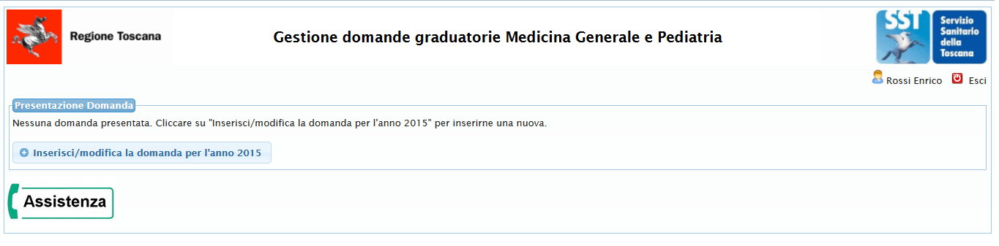 Regione Toscana
Gestione domande graduatorie Medicina Generale e Pediatria
SST
Servizio
Sanitario
della
Toscana
Rossi Enrico Esci
Presentazione Domanda
Nessuna domanda presentata. Cliccare su "Inserisci/modifica la domanda per l'anno 2015" per inserirne una nuova.
Inserisci/modifica la domanda per l'anno 2015
Assistenza